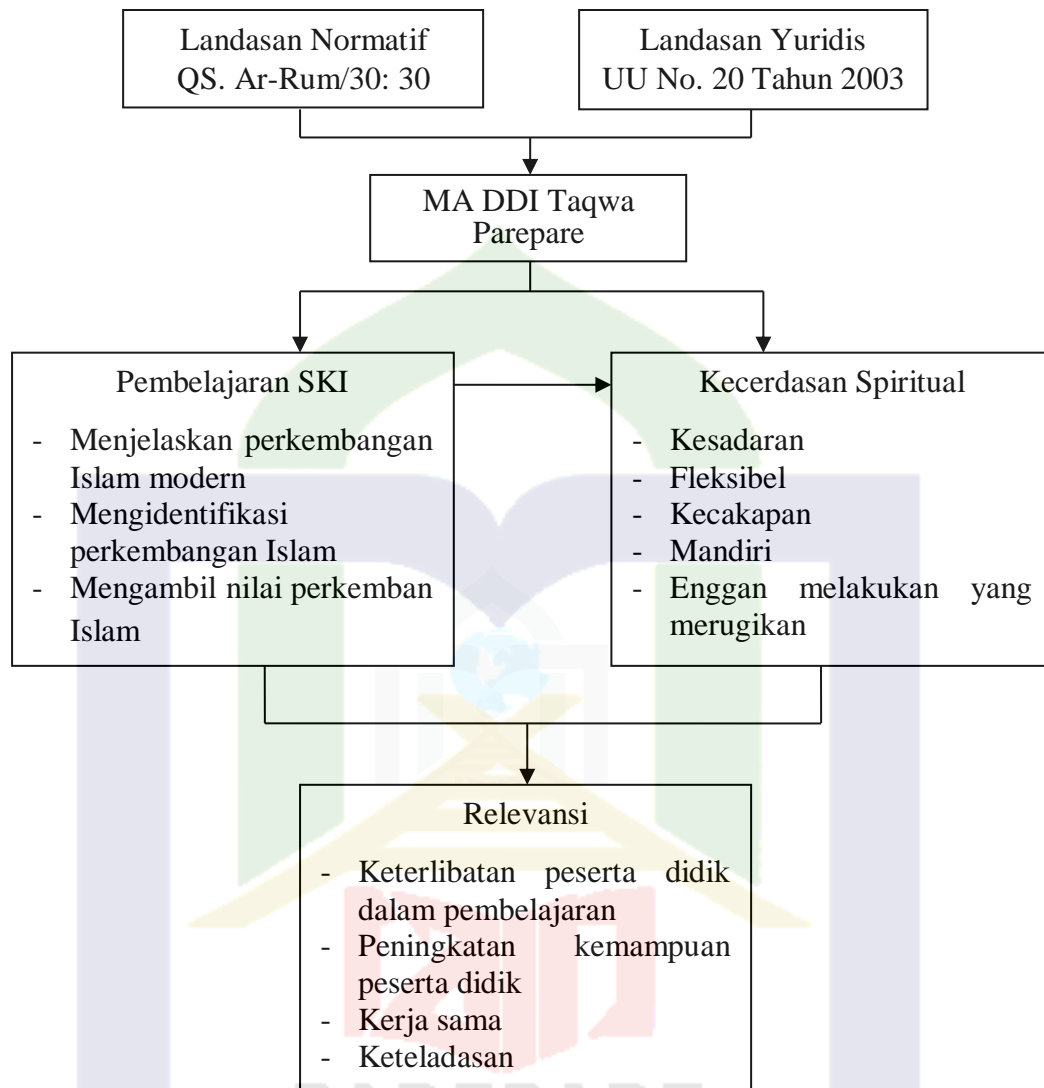 Landasan Normatif
QS. Ar-Rum/30: 30
Landasan Yuridis
UU No. 20 Tahun 2003
MA DDI Taqwa
Parepare
Pembelajaran SKI
- Menjelaskan perkembangan
Islam modern
- Mengidentifikasi
perkembangan Islam
- Mengambil nilai perkemban
Islam
Kecerdasan Spiritual
- Kesadaran
- Fleksibel
- Kecakapan
- Mandiri
- Enggan melakukan yang
merugikan
Relevansi
- Keterlibatan peserta didik
dalam pembelajaran
- Peningkatan kemampuan
peserta didik
- Kerja sama
- Keteladasan